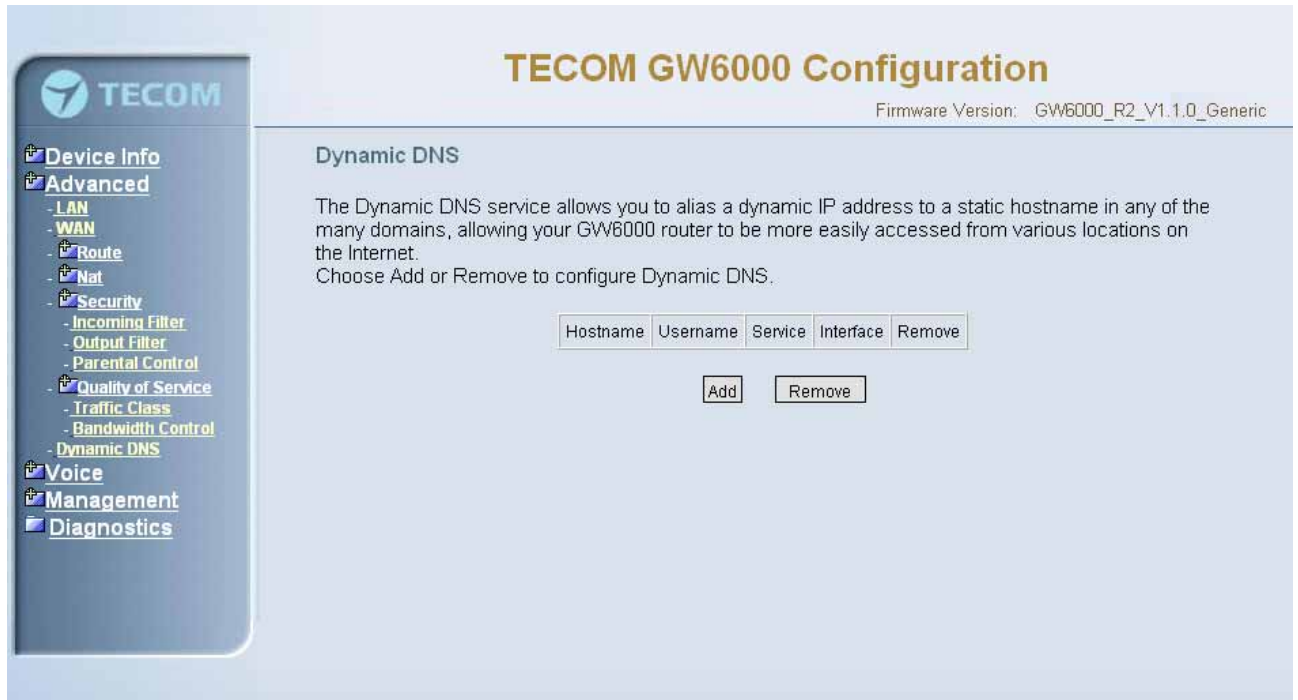 TECOM
TECOM GW6000 Configuration
Firmware Version: GW6000_R2_V1.1.0_Generic
Device Info
Advanced
- LAN
- WAN
- Route
- Nat
- Security
- Incoming Filter
- Output Filter
- Parental Control
- Quality of Service
- Traffic Class
- Bandwidth Control
- Dynamic DNS
Voice
Management
Diagnostics
Dynamic DNS
The Dynamic DNS service allows you to alias a dynamic IP address to a static hostname in any of the
many domains, allowing your GW6000 router to be more easily accessed from various locations on
the Internet.
Choose Add or Remove to configure Dynamic DNS.
Hostname Username Service Interface Remove
Add Remove